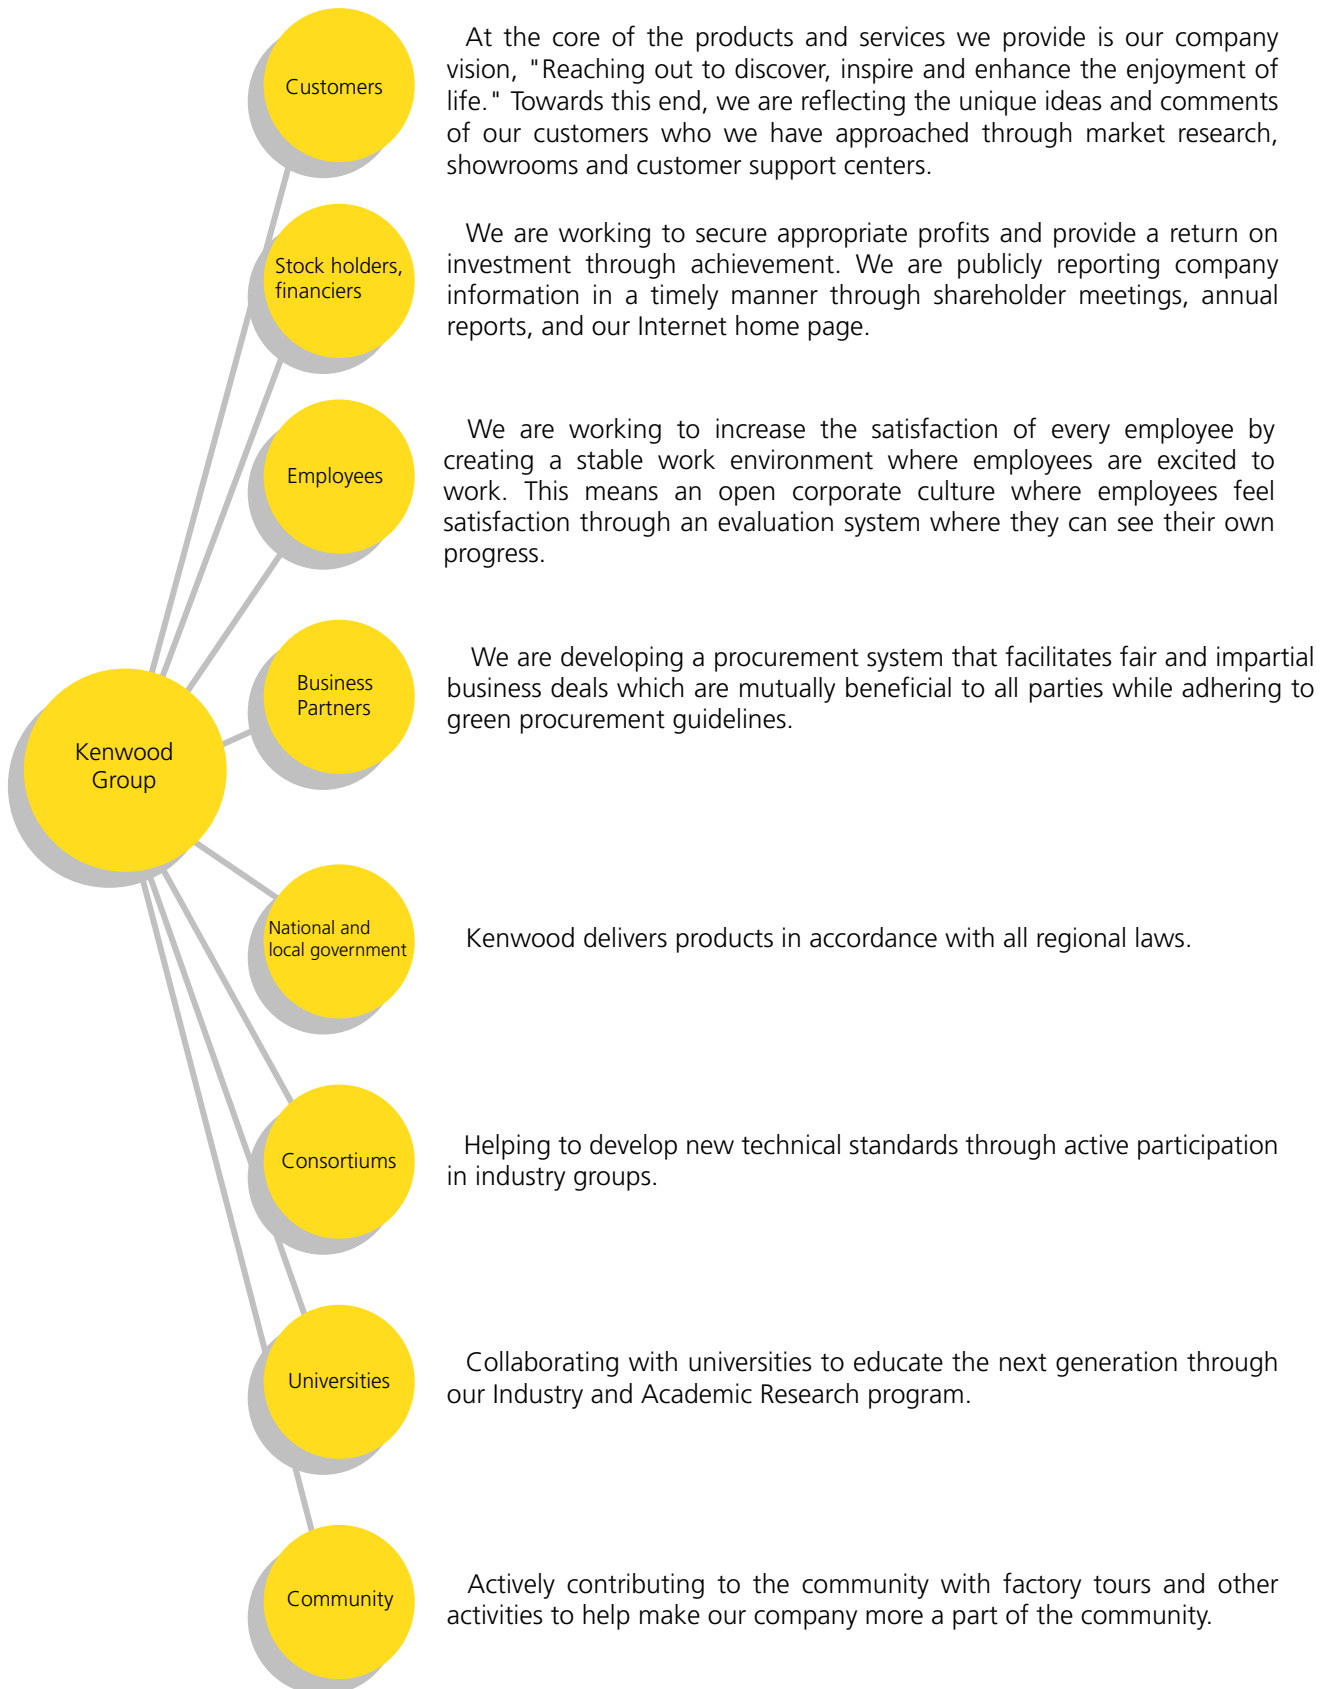 Customers
At the core of the products and services we provide is our company
vision, "Reaching out to discover, inspire and enhance the enjoyment of
life." Towards this end, we are reflecting the unique ideas and comments
of our customers who we have approached through market research,
showrooms and customer support centers.
Stock holders,
financiers
We are working to secure appropriate profits and provide a return on
investment through achievement. We are publicly reporting company
information in a timely manner through shareholder meetings, annual
reports, and our Internet home page.
Employees
We are working to increase the satisfaction of every employee by
creating a stable work environment where employees are excited to
work. This means an open corporate culture where employees feel
satisfaction through an evaluation system where they can see their own
progress.
Business
Partners
We are developing a procurement system that facilitates fair and impartial
business deals which are mutually beneficial to all parties while adhering to
green procurement guidelines.
Kenwood
Group
National and
local government
Kenwood delivers products in accordance with all regional laws.
Consortiums
Helping to develop new technical standards through active participation
in industry groups.
Universities
Collaborating with universities to educate the next generation through
our Industry and Academic Research program.
Community
Actively contributing to the community with factory tours and other
activities to help make our company more a part of the community.